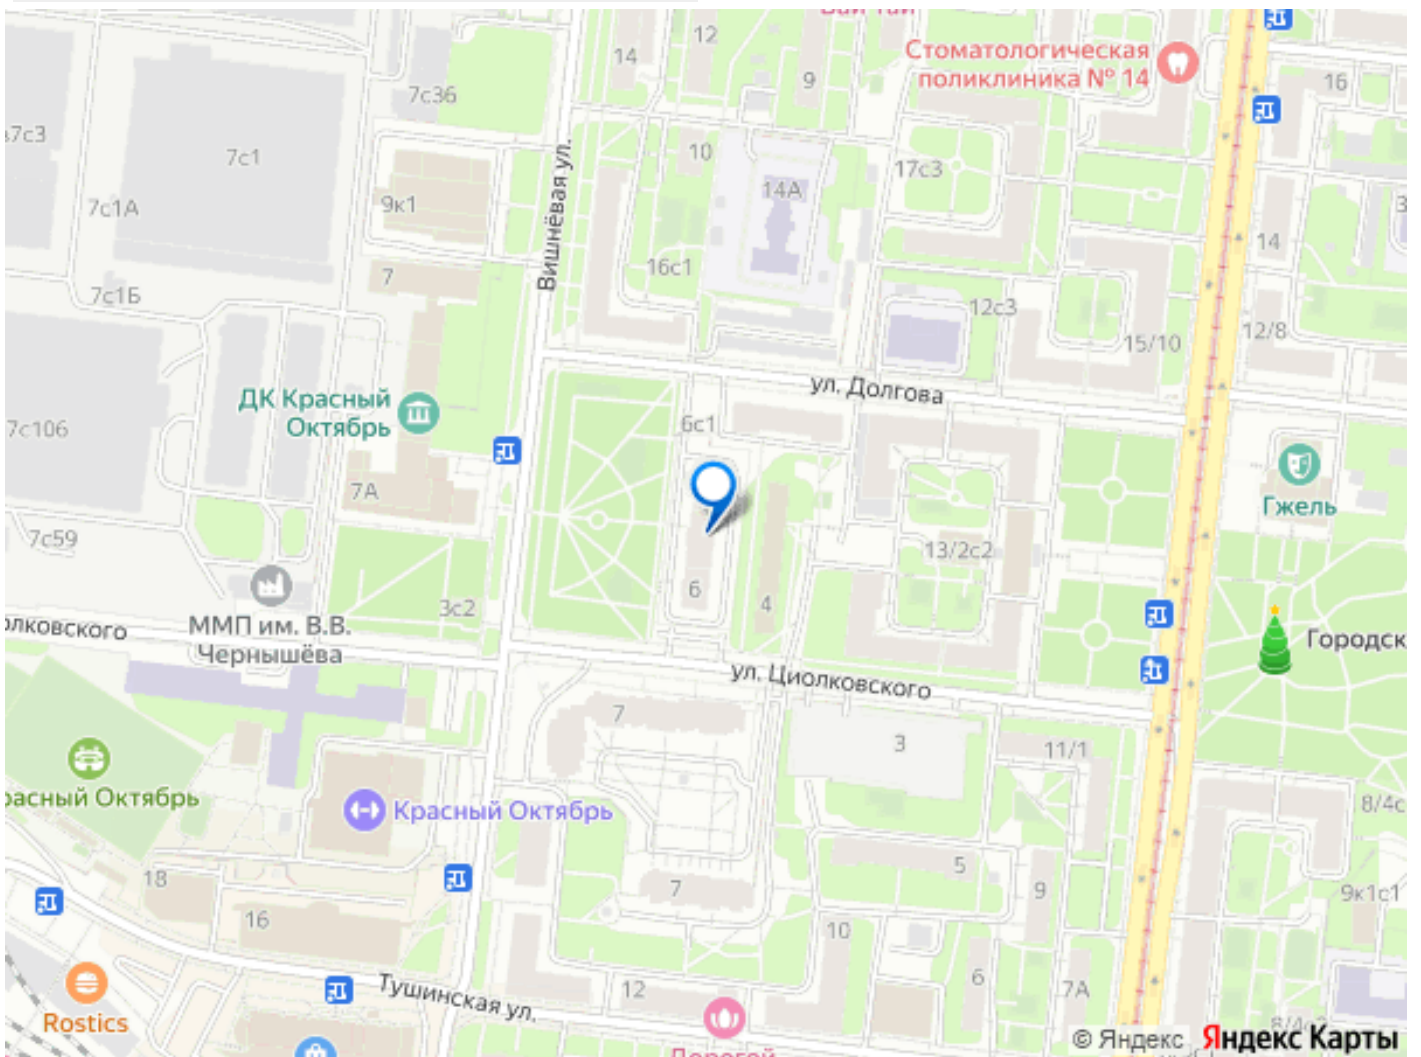 12
14
9
Стоматологическая
поликлиника № 14
16
7с36
7с3
7с1
10
17с3
14А
7с1А
9к1
Вишнёвая ул.
14
16с1
7
7с1Б
12с3
15/10
12/8
ул. Долгова
ДК Красный
Октябрь
7с106
6с1
7А
Гжель
7с59
13/2с2
6
4
3с2
олковского
ММП им. В.В.
Чернышёва
Городск
ул. Циолковского
7
3
11/1
расный Октябрь
Красный Октябрь
8/4с
5
18
7
9
9к1с1
16
10
6
12
7А
Тушинская ул.
Rostics
© Яндекс
Яндекс Карты